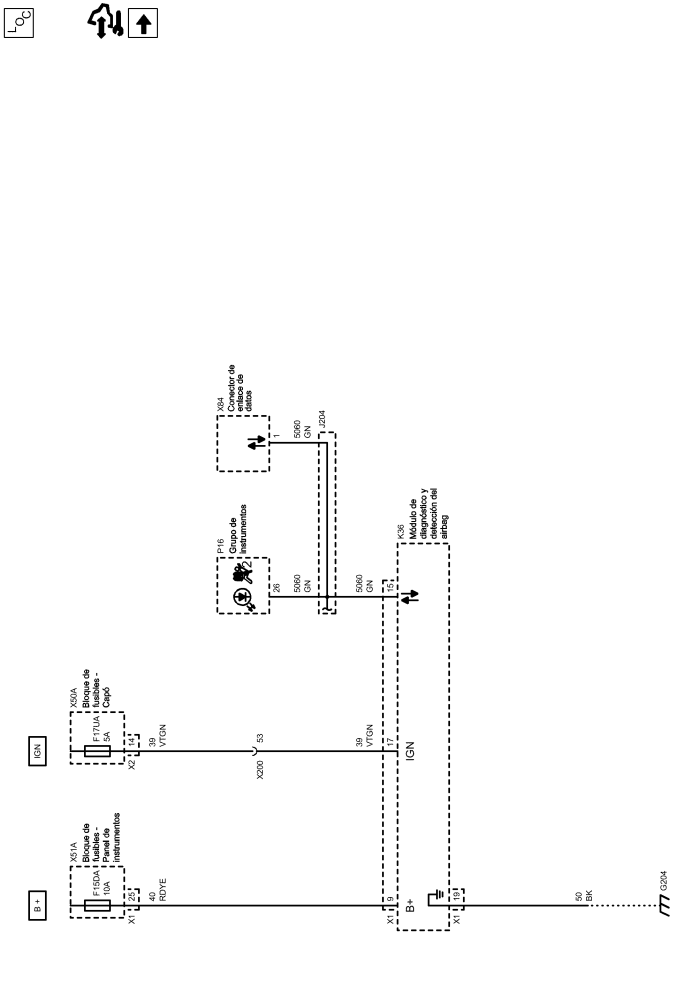 LOC
B +
IGN
X51A
Bloque de
fusibles -
Panel de
instrumentos
F15DA
10A
X1
25
40
RDYE
X50A
Bloque de
fusibles -
Capó
F17UA
5A
X2
14
39
VTGN
X200
53
39
VTGN
P16
Grupo de
instrumentos
2
26
5060
GN
X84
Conector de
enlace de
datos
1
5060
GN
J204
5060
GN
X1
9
17
15
B+
IGN
K36
Módulo de
diagnóstico y
detección del
airbag
X1
19
50
BK
G204